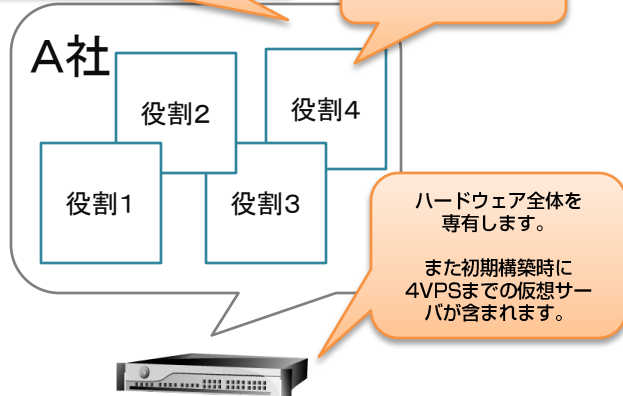 A社
役割2
役割4
役割1
役割3
ハードウェア全体を
専有します。
また初期構築時に
4VPSまでの仮想サー
バが含まれます。